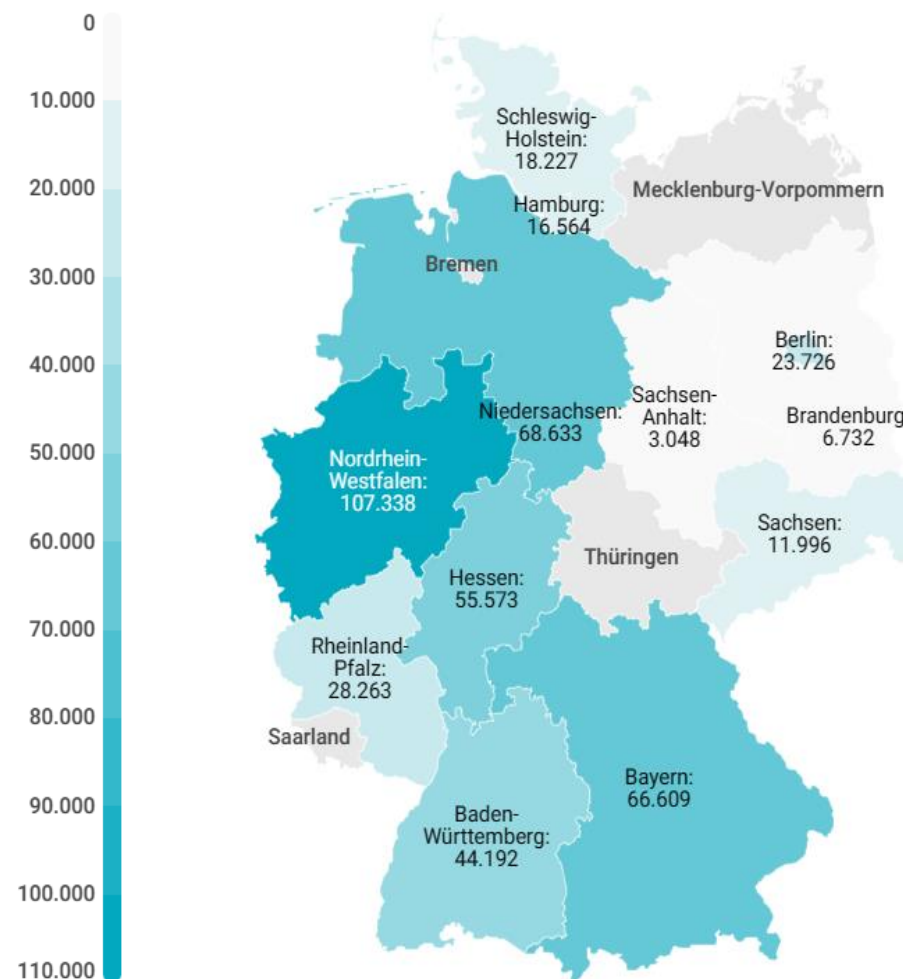 0
10.000
20.000
30.000
40.000
50.000
60.000
70.000
80.000
90.000
100.000
110.000
Schleswig-
Holstein:
18.227
Mecklenburg-Vorpommern
Hamburg:
16.564
Bremen
Berlin:
23.726
Sachsen-
Anhalt:
3.048
Brandenburg
6.732
Niedersachsen:
68.633
Nordrhein-
Westfalen:
107.338
Sachsen:
11.996
Thüringen
Hessen:
55.573
Rheinland-
Pfalz:
28.263
Saarland
Bayern:
66.609
Baden-
Württemberg:
44.192